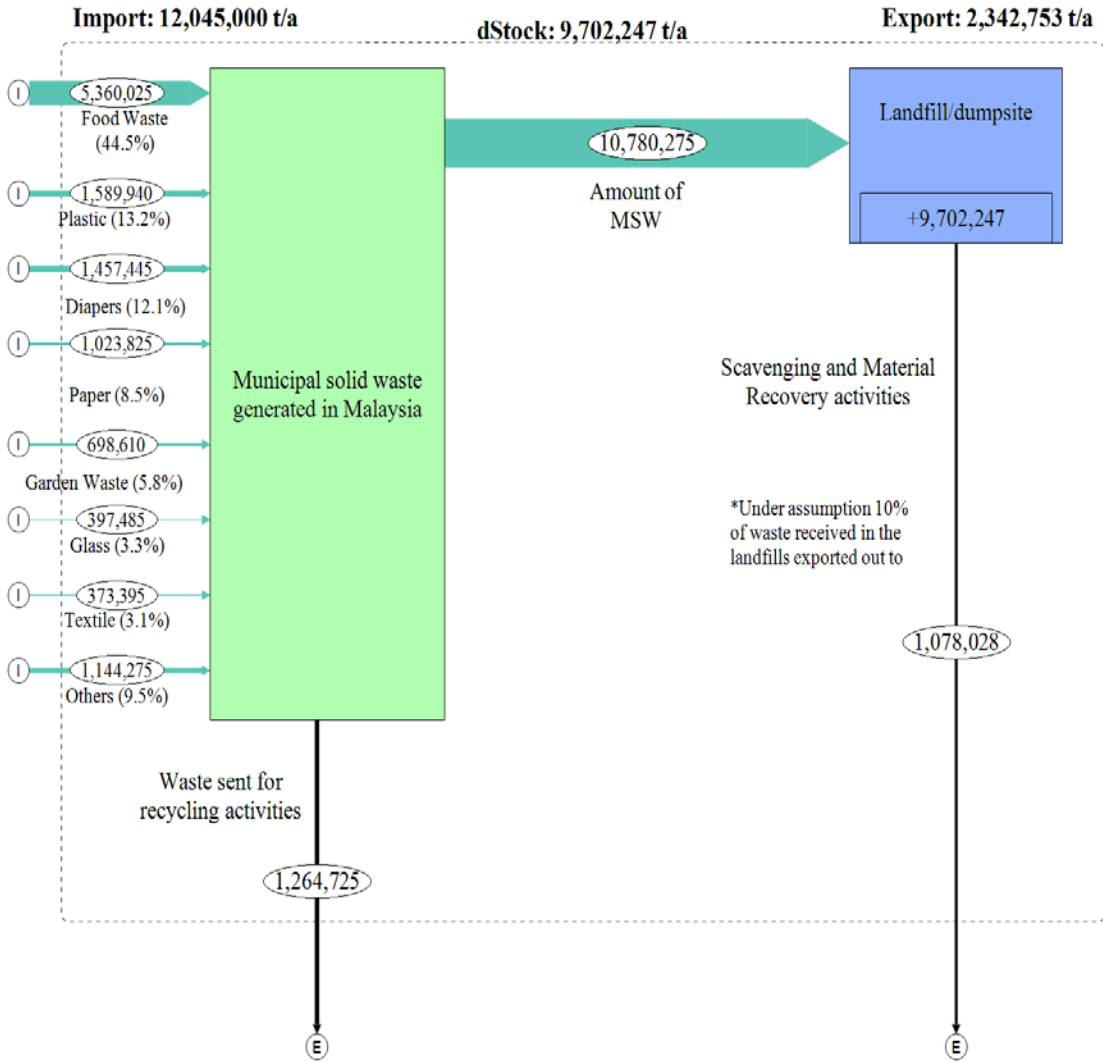 Import: 12,045,000 t/a
dStock: 9,702,247 t/a
Export: 2,342,753 t/a
I
5,360,025
Food Waste
(44.5%)
I
1,589,940
Plastic (13.2%)
I
1,457,445
Diapers (12.1%)
I
1,023,825
Paper (8.5%)
I
698,610
Garden Waste (5.8%)
I
397,485
Glass (3.3%)
I
373,395
Textile (3.1%)
I
1,144,275
Others (9.5%)
Municipal solid waste
generated in Malaysia
10,780,275
Amount of
MSW
Landfill/dumpsite
+9,702,247
Scavenging and Material
Recovery activities
*Under assumption 10%
of waste received in the
landfills exported out to
1,078,028
Waste sent for
recycling activities
1,264,725
E
E